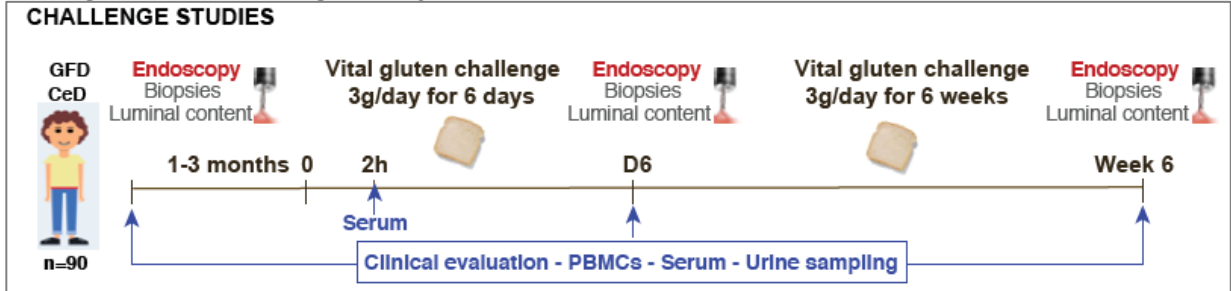 CHALLENGE STUDIES
GFD
CeD
Endoscopy
Biopsies
Luminal content
Vital gluten challenge
3g/day for 6 days
Endoscopy
Biopsies
Luminal content
Vital gluten challenge
3g/day for 6 weeks
Endoscopy
Biopsies
Luminal content
1-3 months 0 2h D6 Week 6
Serum
n=90
Clinical evaluation - PBMCs - Serum - Urine sampling